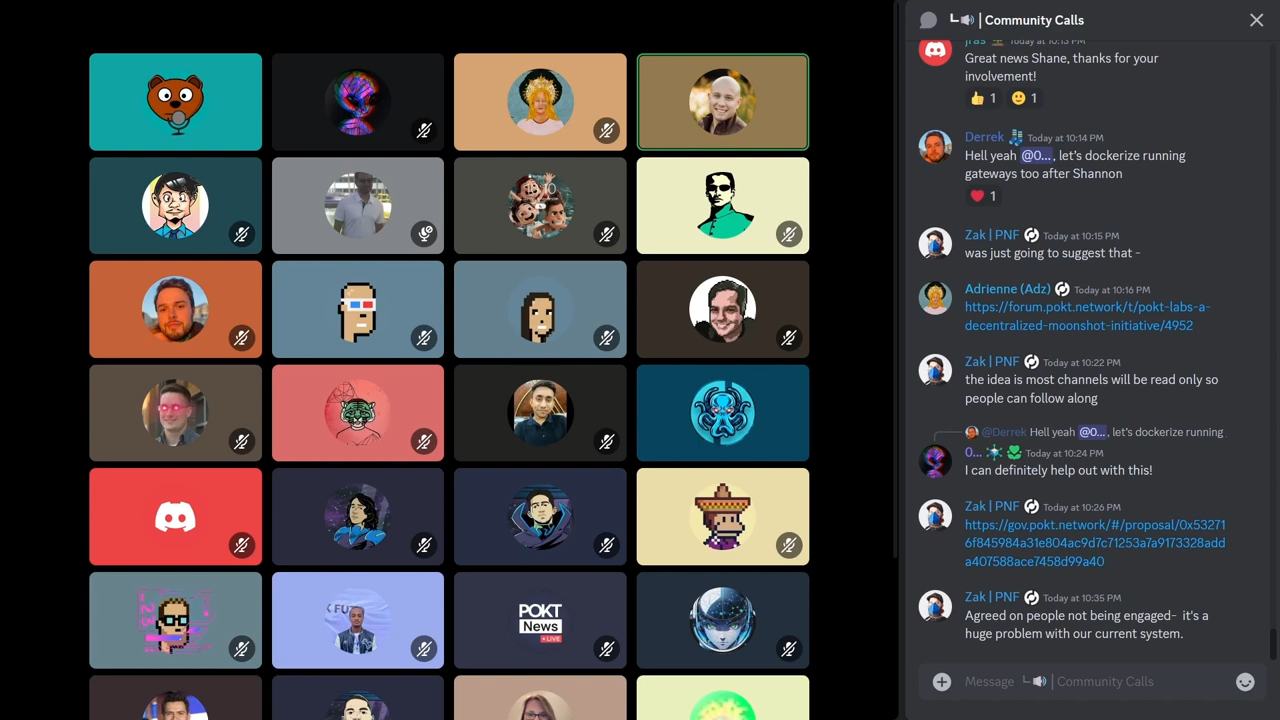 ┗🔊 | Community Calls
jfas Today at 10:13 PM
Great news Shane, thanks for your
involvement!
👍 1 🙂 1
Derrek Today at 10:14 PM
Hell yeah @0..., let's dockerize running
gateways too after Shannon
❤️ 1
Zak | PNF Today at 10:15 PM
was just going to suggest that -
Adrienne (Adz) Today at 10:16 PM
https://forum.pokt.network/t/pokt-labs-a-
decentralized-moonshot-initiative/4952
Zak | PNF Today at 10:22 PM
the idea is most channels will be read only so
people can follow along
@Derrek Hell yeah @0..., let's dockerize running
0... Today at 10:24 PM
I can definitely help out with this!
Zak | PNF Today at 10:26 PM
https://gov.pokt.network/#/proposal/0x53271
6f845984a31e804ac9d7c71253a7a9173328add
a407588ace7458d99a40
Zak | PNF Today at 10:35 PM
Agreed on people not being engaged- it's a
huge problem with our current system.
Message ┗🔊 | Community Calls
POKT
News
LIVE